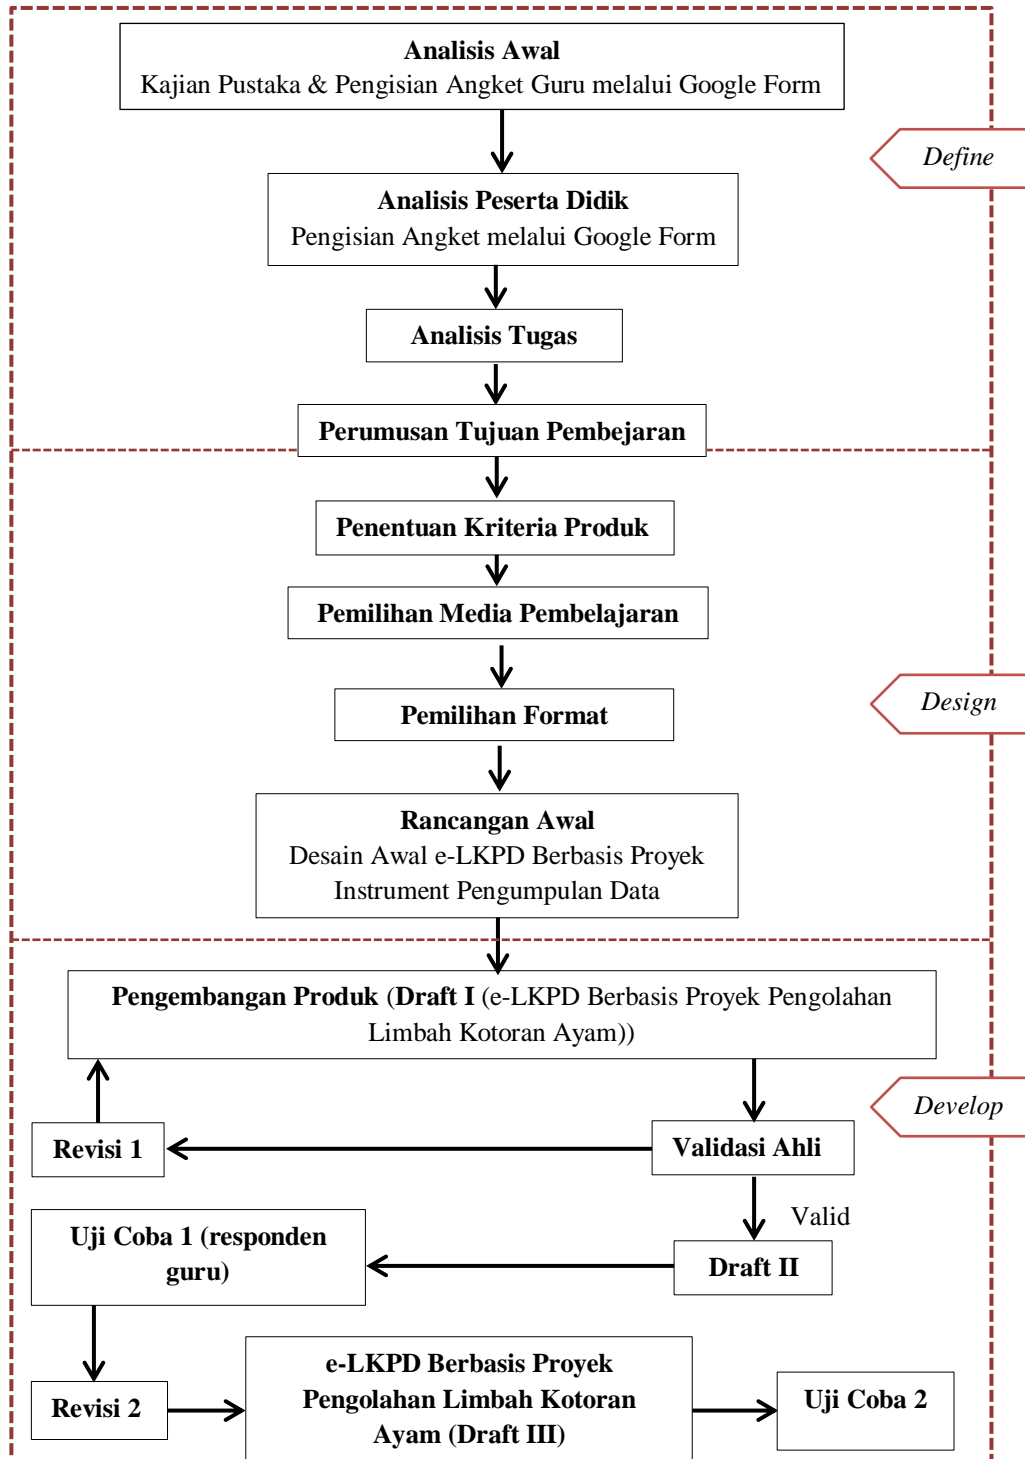 Analisis Awal
Kajian Pustaka & Pengisian Angket Guru melalui Google Form
Define
Analisis Peserta Didik
Pengisian Angket melalui Google Form
Analisis Tugas
Perumusan Tujuan Pembejaran
Penentuan Kriteria Produk
Pemilihan Media Pembelajaran
Design
Pemilihan Format
Rancangan Awal
Desain Awal e-LKPD Berbasis Proyek
Instrument Pengumpulan Data
Pengembangan Produk (Draft I (e-LKPD Berbasis Proyek Pengolahan
Limbah Kotoran Ayam))
Develop
Revisi 1
Validasi Ahli
Valid
Uji Coba 1 (responden
guru)
Draft II
Revisi 2
e-LKPD Berbasis Proyek
Pengolahan Limbah Kotoran
Ayam (Draft III)
Uji Coba 2